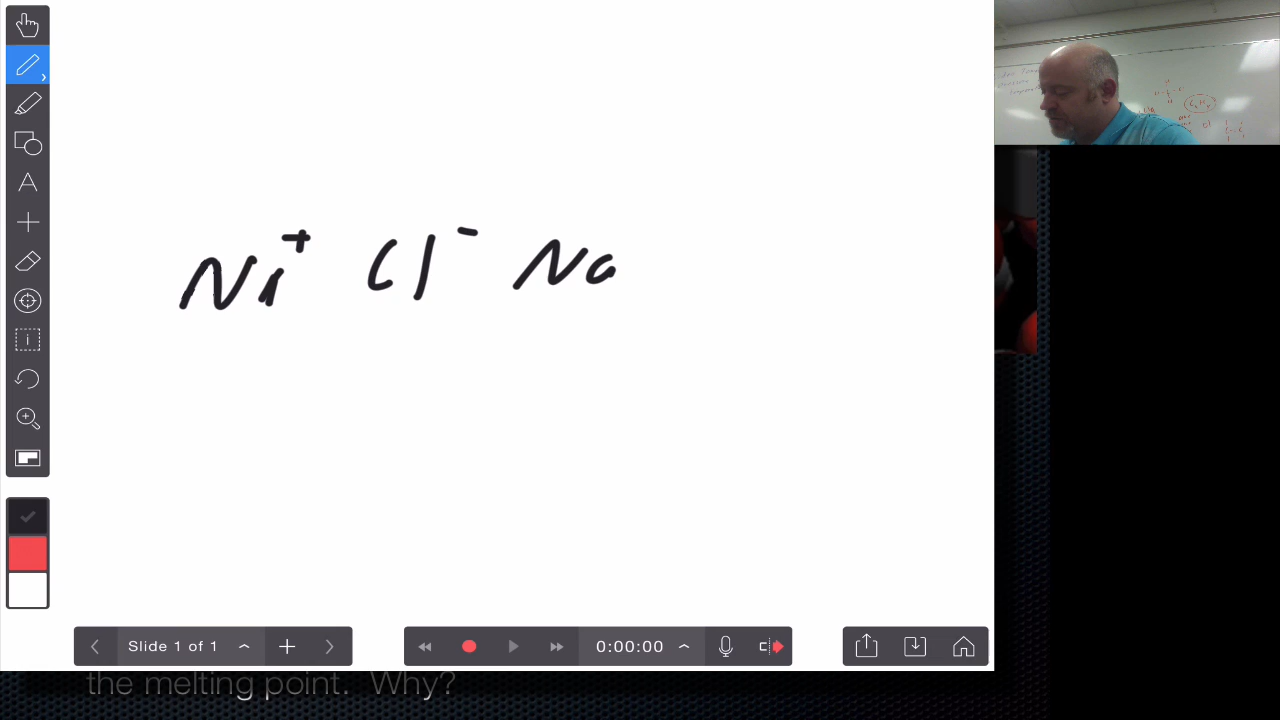 Na⁺ Cl⁻ Na
Slide 1 of 1
0:00:00
the melting point. Why?